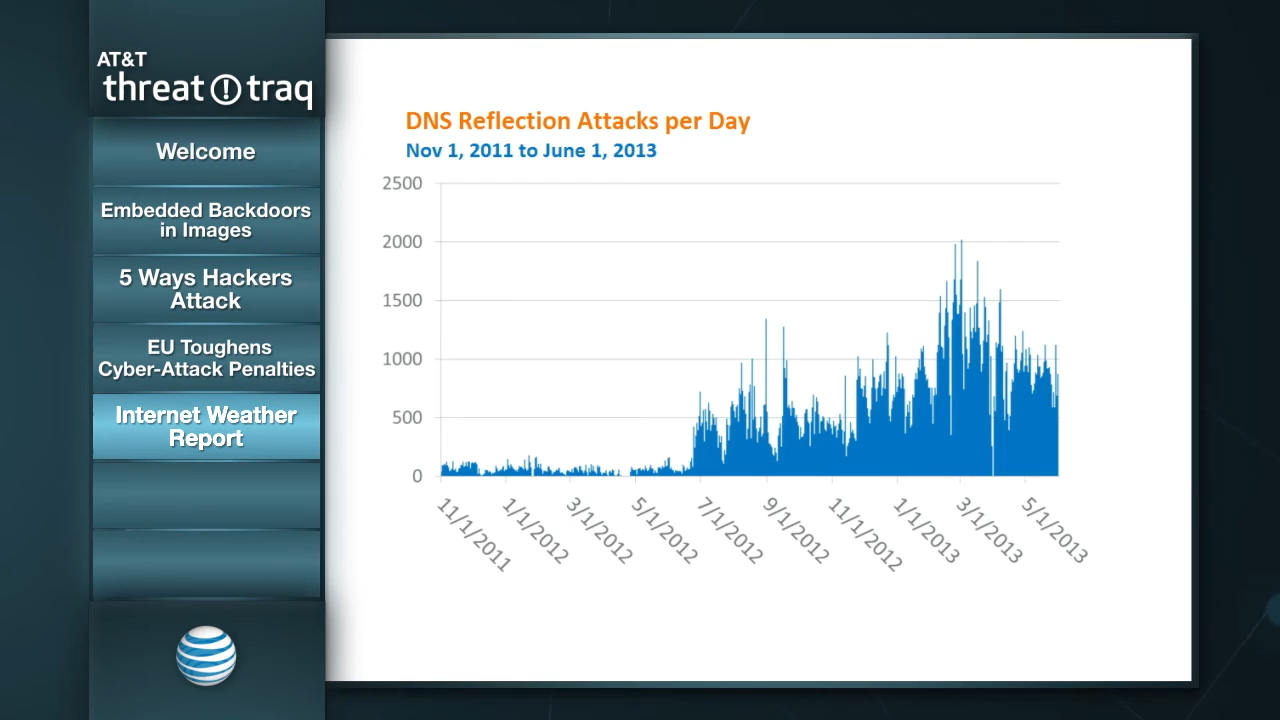 AT&T
threat traq
Welcome
Embedded Backdoors
in Images
5 Ways Hackers
Attack
EU Toughens
Cyber-Attack Penalties
Internet Weather
Report
DNS Reflection Attacks per Day
Nov 1, 2011 to June 1, 2013
2500
2000
1500
1000
500
0
11/1/2011
1/1/2012
3/1/2012
5/1/2012
7/1/2012
9/1/2012
11/1/2012
1/1/2013
3/1/2013
5/1/2013